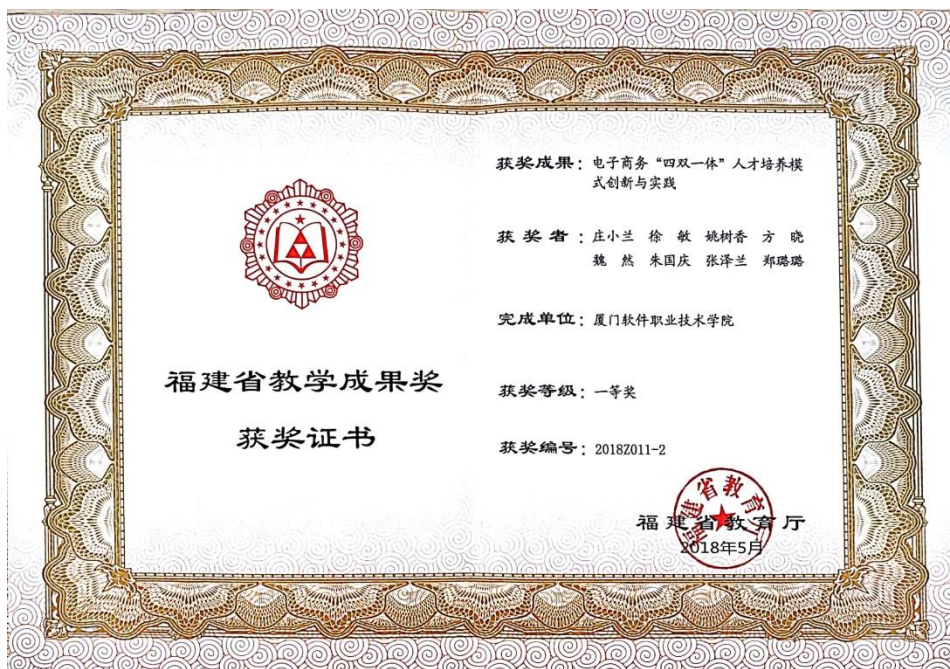 福建省教学成果奖
获奖证书
获奖成果：电子商务“四双一体”人才培养模
式创新与实践
获 奖 者：庄小兰 徐 敏 姚树香 方 晓
魏 然 朱国庆 张泽兰 郑璐璐
完成单位：厦门软件职业技术学院
获奖等级：一等奖
获奖编号：2018Z011-2
福建省教育厅
福建省教育厅
2018年5月